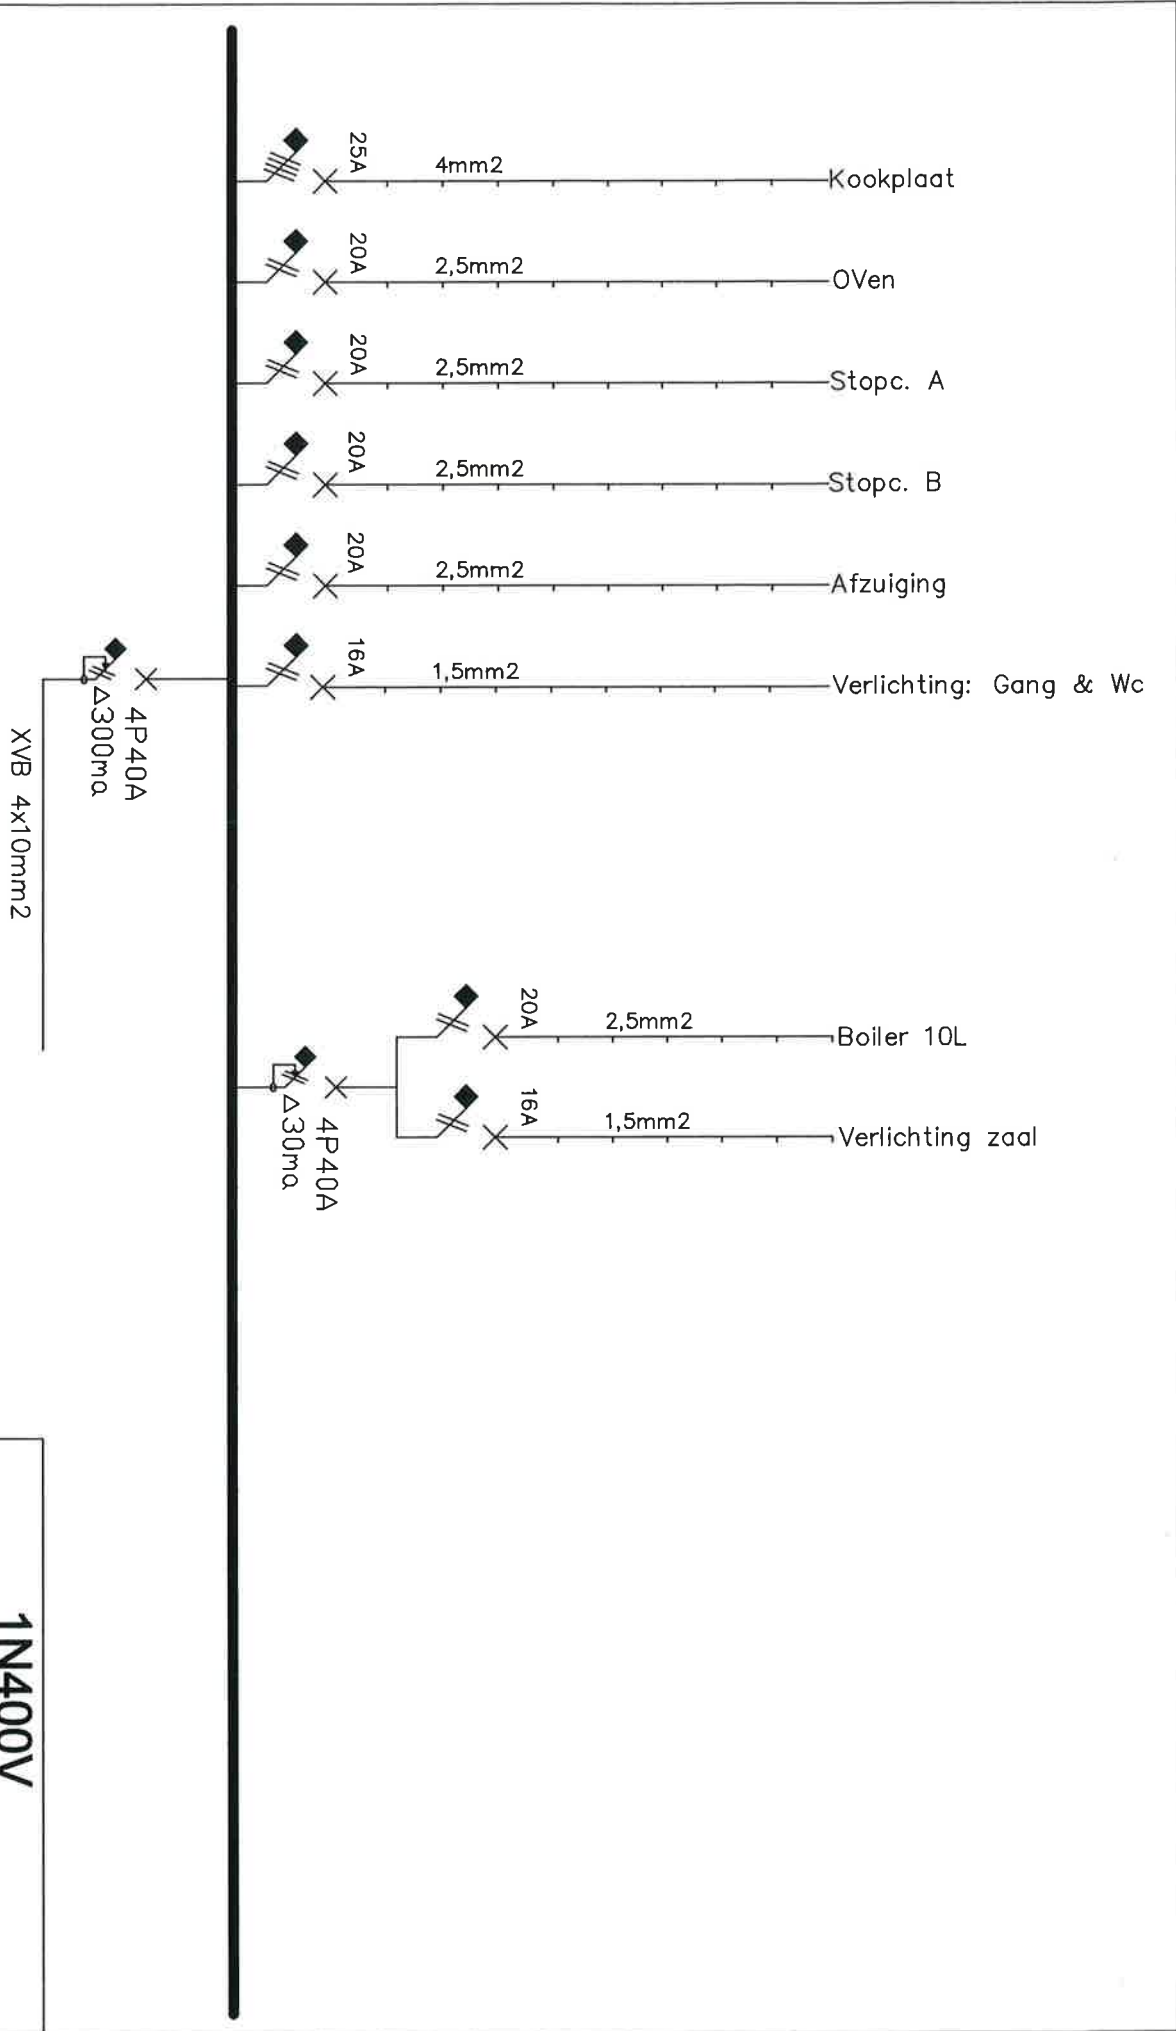 25A
4mm2
Kookplaat
20A
2,5mm2
OVen
20A
2,5mm2
Stopc. A
20A
2,5mm2
Stopc. B
20A
2,5mm2
Afzuiging
16A
1,5mm2
Verlichting: Gang & Wc
4P40A
Δ300ma
XVB 4x10mm2
20A
2,5mm2
Boiler 10L
4P40A
Δ30ma
16A
1,5mm2
Verlichting zaal
1N400V